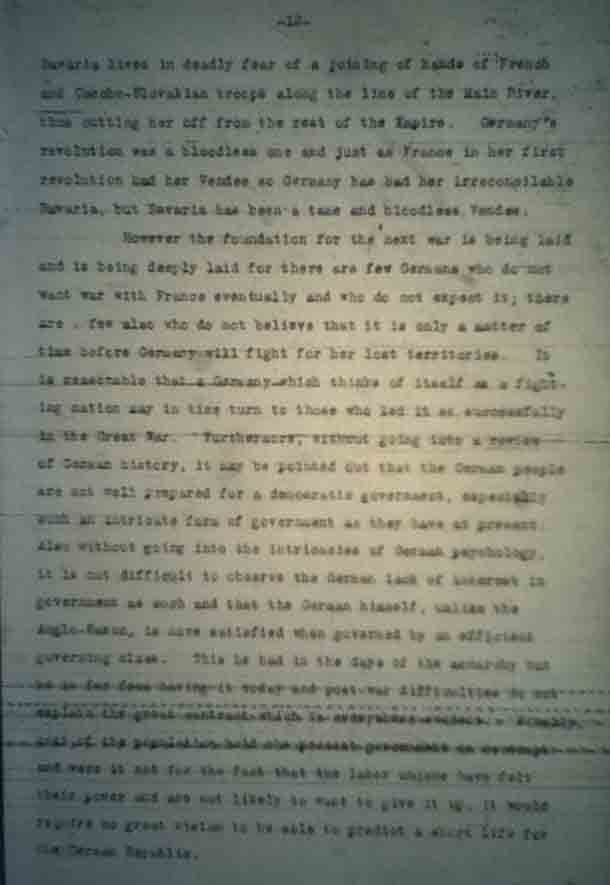 -12-
Bavaria lives in deadly fear of a joining of hands of French
and Czecho-Slovakian troops along the line of the Main River,
thus cutting her off from the rest of the Empire. Germany"s
revolution was a bloodless one and just as France in her first
revolution had her Vendee so Germany has had her irreconcilable
Bavaria, but Bavaria has been a tame and bloodless Vendee.
However the foundation for the next war is being laid
and is being deeply laid for there are few Germans who do not
want war with France eventually and who do not expect it; there
are few also who do not believe that it is only a matter of
time before Germany will fight for her lost territories. It
is reasonable that a Germany which thinks of itself as a fight-
ing nation may in time turn to those who led it so successfully
in the Great War. Furthermore, without going into a review
of German history, it may be pointed out that the German people
are not well prepared for a democratic government, especially
such an intricate form of government as they have at present.
Also without going into the intricacies of German psychology,
it is not difficult to observe the German lack of interest in
government as such and that the German himself, unlike the
Anglo-Saxon, is more satisfied when governed by an efficient
governing class. This he had in the days of the monarchy but
he is far from having it today and post-war difficulties do not
explain the great contrast which is everywhere evident.
of the population hold the present government in contempt
and were it not for the fact that the labor unions have felt
their power and are not likely to want to give it up, it would
require no great vision to be able to predict a short life for
the German Republic.